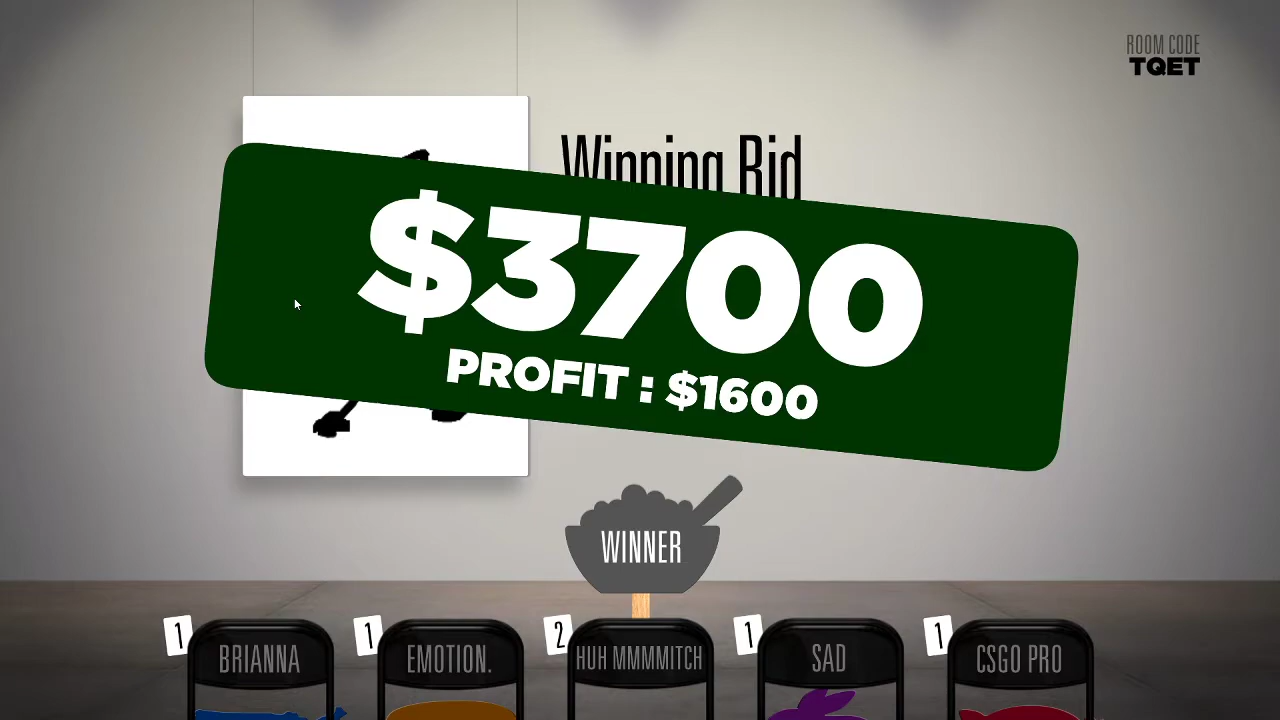 ROOM CODE
TQET
Winning Bid
$3700
PROFIT : $1600
WINNER
1 BRIANNA
1 EMOTION.
2 HUH MMMMITCH
1 SAD
1 CSGO PRO